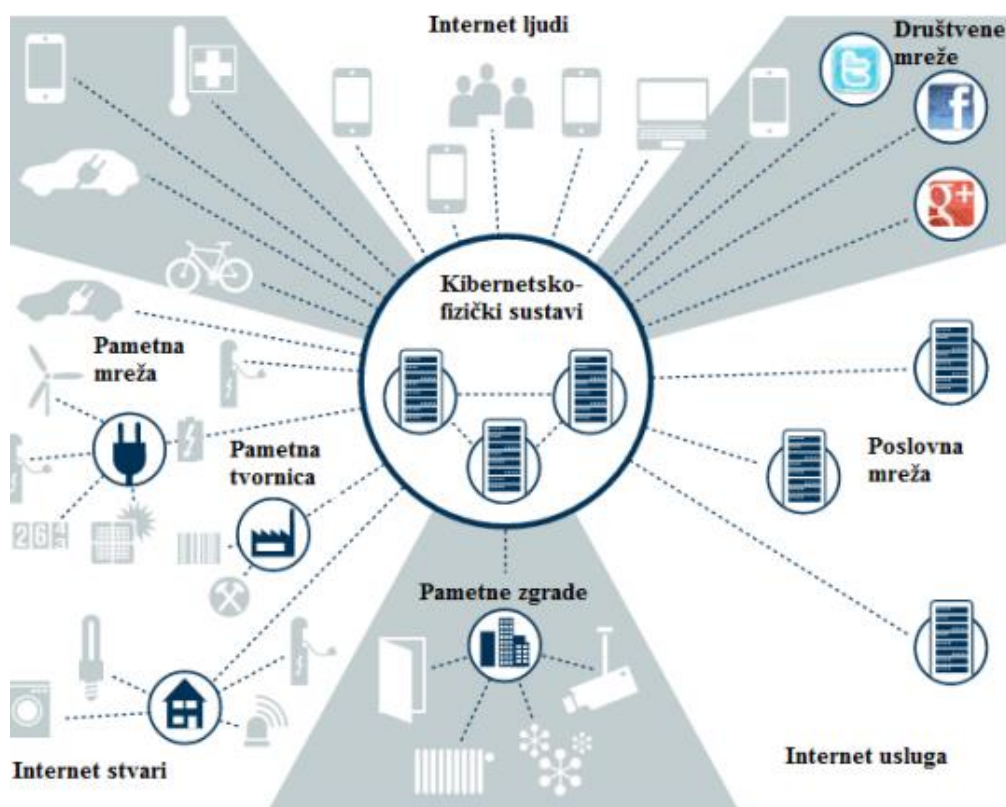 Internet ljudi
Društvene
mreže
f
g+
Kibernetsko-
fizički sustavi
Pametna
mreža
Pametna
tvornica
Poslovna
mreža
Pametne zgrade
Internet stvari
Internet usluga